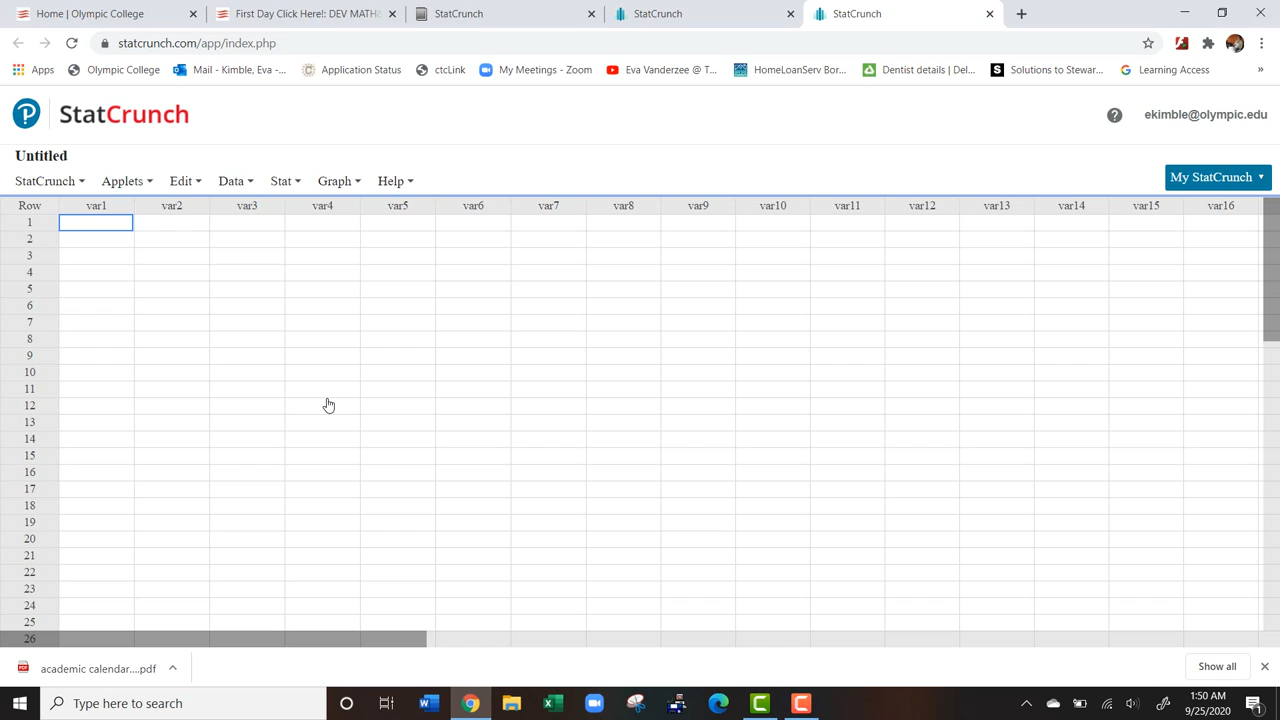 Home | Olympic College
First Day Click Here!: DEV MATH&
StatCrunch
StatCrunch
StatCrunch
statcrunch.com/app/index.php
Apps
Olympic College
Mail - Kimble, Eva -...
Application Status
ctcLink
My Meetings - Zoom
Eva Vanderzee @ T...
HomeLoanServ Bor...
Dentist details | Del...
Solutions to Stewar...
Learning Access
»
StatCrunch
ekimble@olympic.edu
Untitled
StatCrunch Applets Edit Data Stat Graph Help
My StatCrunch
Row var1 var2 var3 var4 var5 var6 var7 var8 var9 var10 var11 var12 var13 var14 var15 var16
1
2
3
4
5
6
7
8
9
10
11
12
13
14
15
16
17
18
19
20
21
22
23
24
25
26
academic calendar....pdf
Show all
Type here to search
1:50 AM
9/25/2020